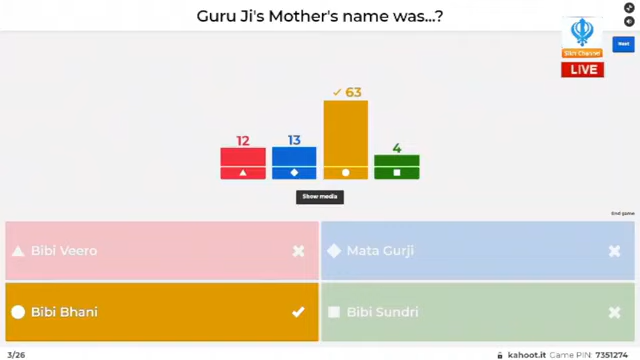 Guru Ji's Mother's name was...?
Sikh Channel
LIVE
Next
12
13
✓ 63
4
Show media
End game
Bibi Veero
Mata Gurji
Bibi Bhani
Bibi Sundri
3/26
kahoot.it Game PIN: 7351274